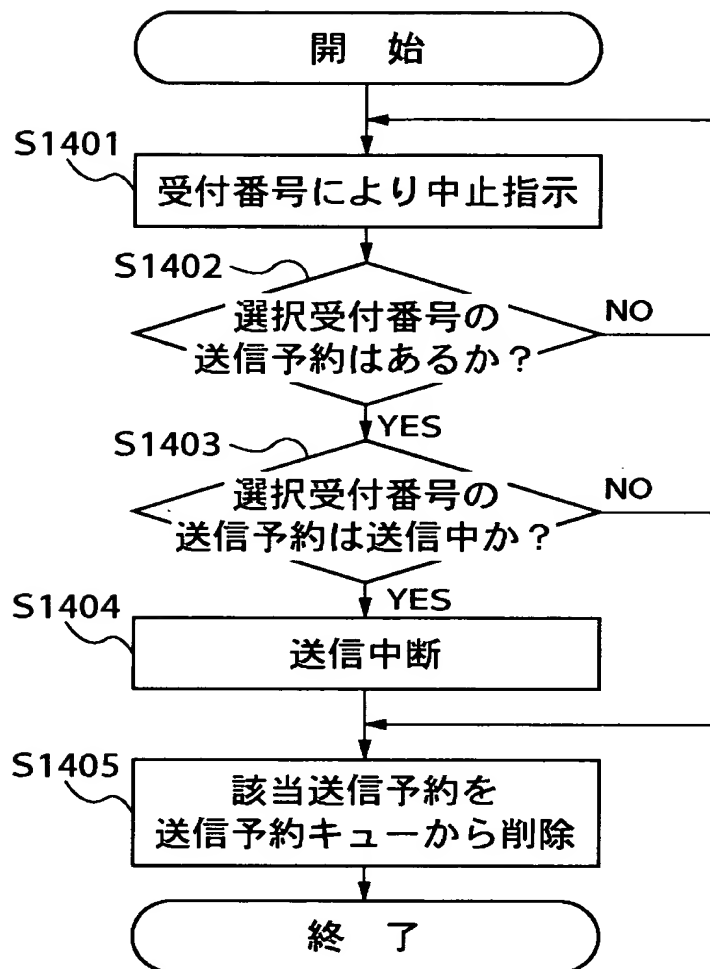 開 始
S1401
受付番号により中止指示
S1402
選択受付番号の
送信予約はあるか？
NO
YES
S1403
選択受付番号の
送信予約は送信中か？
NO
YES
S1404
送信中断
S1405
該当送信予約を
送信予約キューから削除
終 了